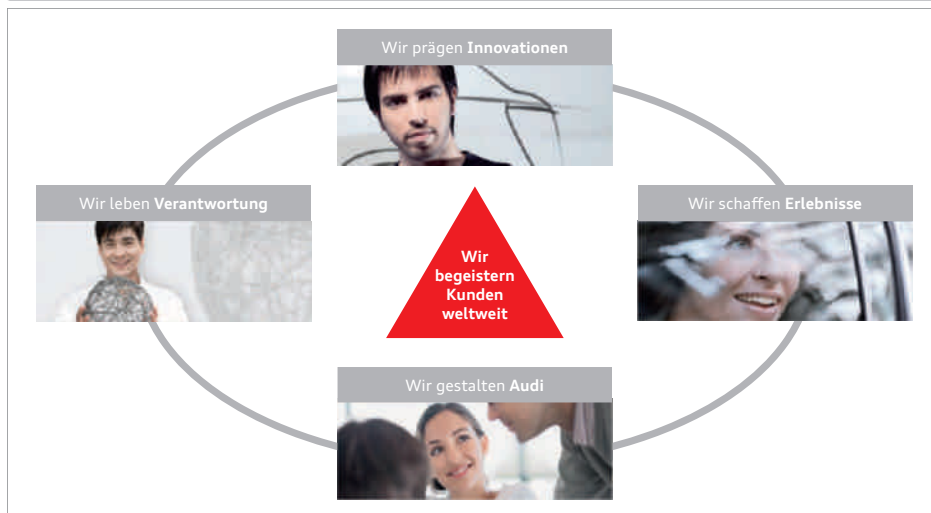 Wir prägen Innovationen
Wir leben Verantwortung
Wir schaffen Erlebnisse
Wir
begeistern
Kunden
weltweit
Wir gestalten Audi